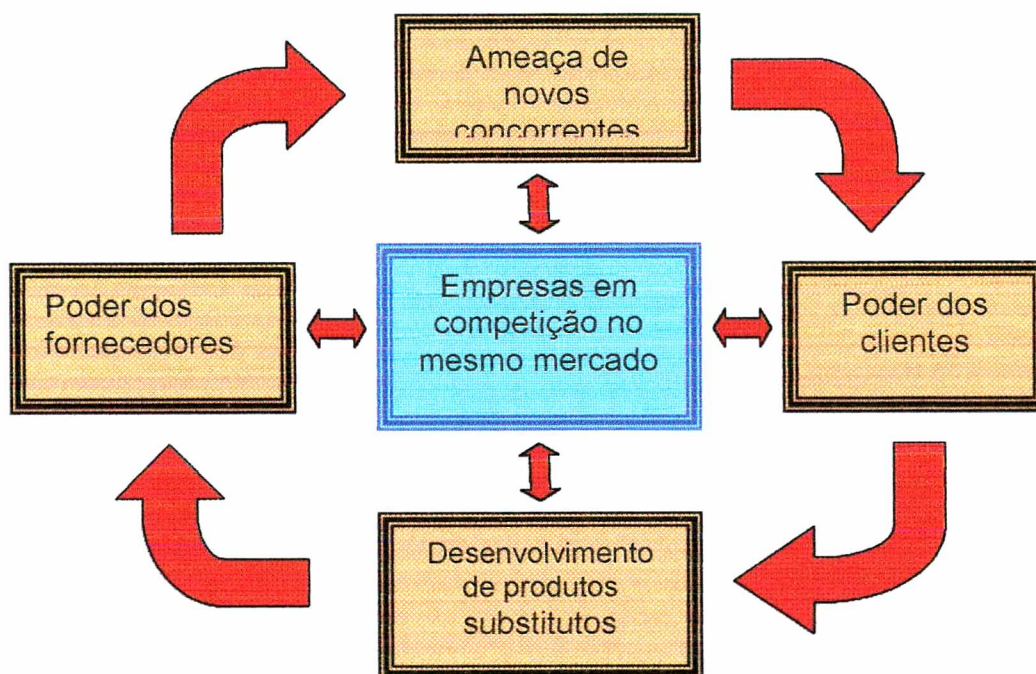 Ameaça de
novos
concorrentes
Poder dos
fornecedores
Empresas em
competição no
mesmo mercado
Poder dos
clientes
Desenvolvimento
de produtos
substitutos